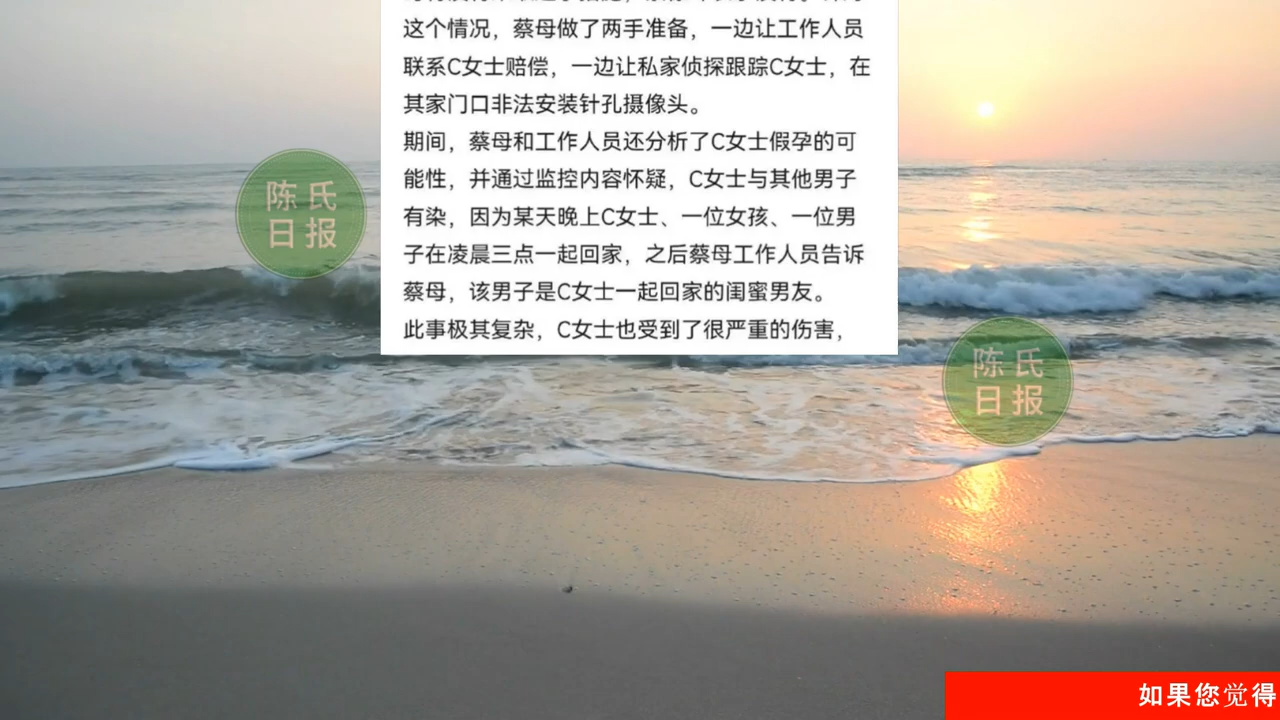 这个情况，蔡母做了两手准备，一边让工作人员
联系C女士赔偿，一边让私家侦探跟踪C女士，在
其家门口非法安装针孔摄像头。
期间，蔡母和工作人员还分析了C女士假孕的可
能性，并通过监控内容怀疑，C女士与其他男子
有染，因为某天晚上C女士、一位女孩、一位男
子在凌晨三点一起回家，之后蔡母工作人员告诉
蔡母，该男子是C女士一起回家的闺蜜男友。
此事极其复杂，C女士也受到了很严重的伤害，
陈氏
日报
陈氏
日报
如果您觉得